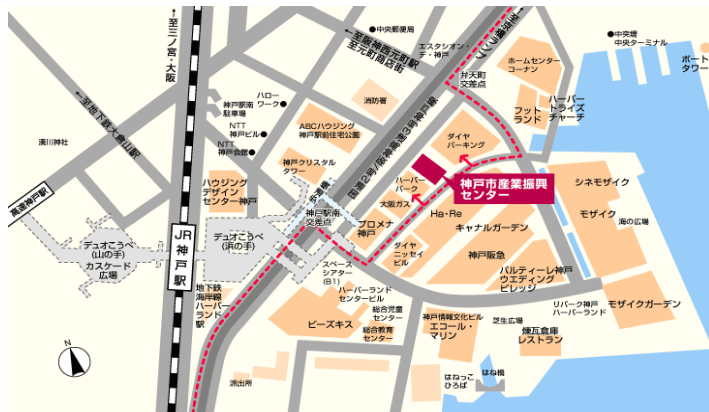 ←至三ノ宮・大阪
←至地下鉄大倉山駅
湊川神社
高速神戸駅
JR神戸駅
デュオこうべ
(山の手)
カスケード
広場
デュオこうべ
(浜の手)
地下鉄
海岸線
ハーバー
ランド
駅
派出所
N
●中央郵便局
←至阪神西元町駅
至元町商店街
エスタシオン・
デ・神戸
ハロー
ワーク●
神戸駅南
駐車場
NTT
神戸ビル●
NTT
神戸会館●
消防署
ABCハウジング
神戸駅前住宅公園
神戸クリスタル
タワー
ハウジング
デザイン
センター神戸
歩道橋
神戸駅南
交差点
国道2号/阪神高速3号神戸線
←至京橋ランプ
弁天町
交差点
ホームセンター
コーナン
●中央堤
中央ターミナル
ポート
タワー
フット
ランド
ハーバー
トライズ
チャーチ
ダイヤ
パーキング
神戸市産業振興
センター
ハーバー
パーク
大阪ガス
プロメナ
神戸
ダイヤ
ニッセイ
ビル
Ha・Re
キャナルガーデン
神戸阪急
シネモザイク
モザイク
海の広場
バルティーレ神戸
ウエディング
ビレッジ
リパーク神戸
ハーバーランド
モザイクガーデン
スペース
シアター
(B1)
ハーバーランド
センタービル
ビーズキス
総合児童
センター
総合教育
センター
神戸情報文化ビル
エコール・
マリン
芝生広場
煉瓦倉庫
レストラン
はねっこ
ひろば
はね橋